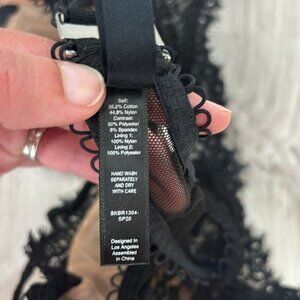 Self:
55.2% Cotton
44.8% Nylon
Contrast:
92% Polyester
8% Spandex
Lining 1:
100% Nylon
Lining 2:
100% Polyester
HAND WASH
SEPARATELY
AND DRY
WITH CARE
SKBR1304-
SP20
Designed in
Los Angeles
Assembled
in China